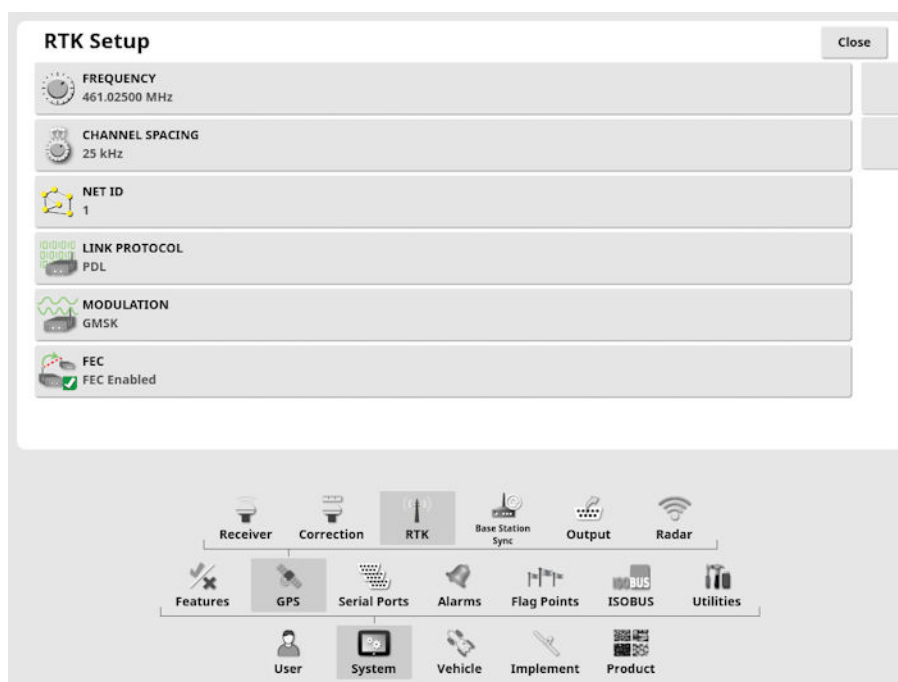 RTK Setup
Close
FREQUENCY
461.02500 MHz
CHANNEL SPACING
25 kHz
NET ID
1
LINK PROTOCOL
PDL
MODULATION
GMSK
FEC
FEC Enabled
Receiver Correction RTK Base Station Sync Output Radar
Features GPS Serial Ports Alarms Flag Points ISOBUS Utilities
User System Vehicle Implement Product